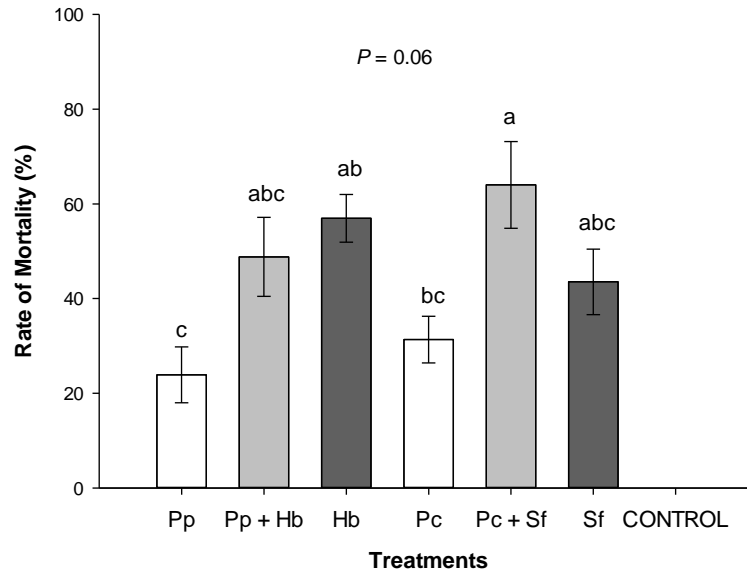 100
P = 0.06
a
80
ab
abc
abc
60
bc
40
c
20
0
Pp Pp + Hb Hb Pc Pc + Sf Sf CONTROL
Treatments
Rate of Mortality (%)